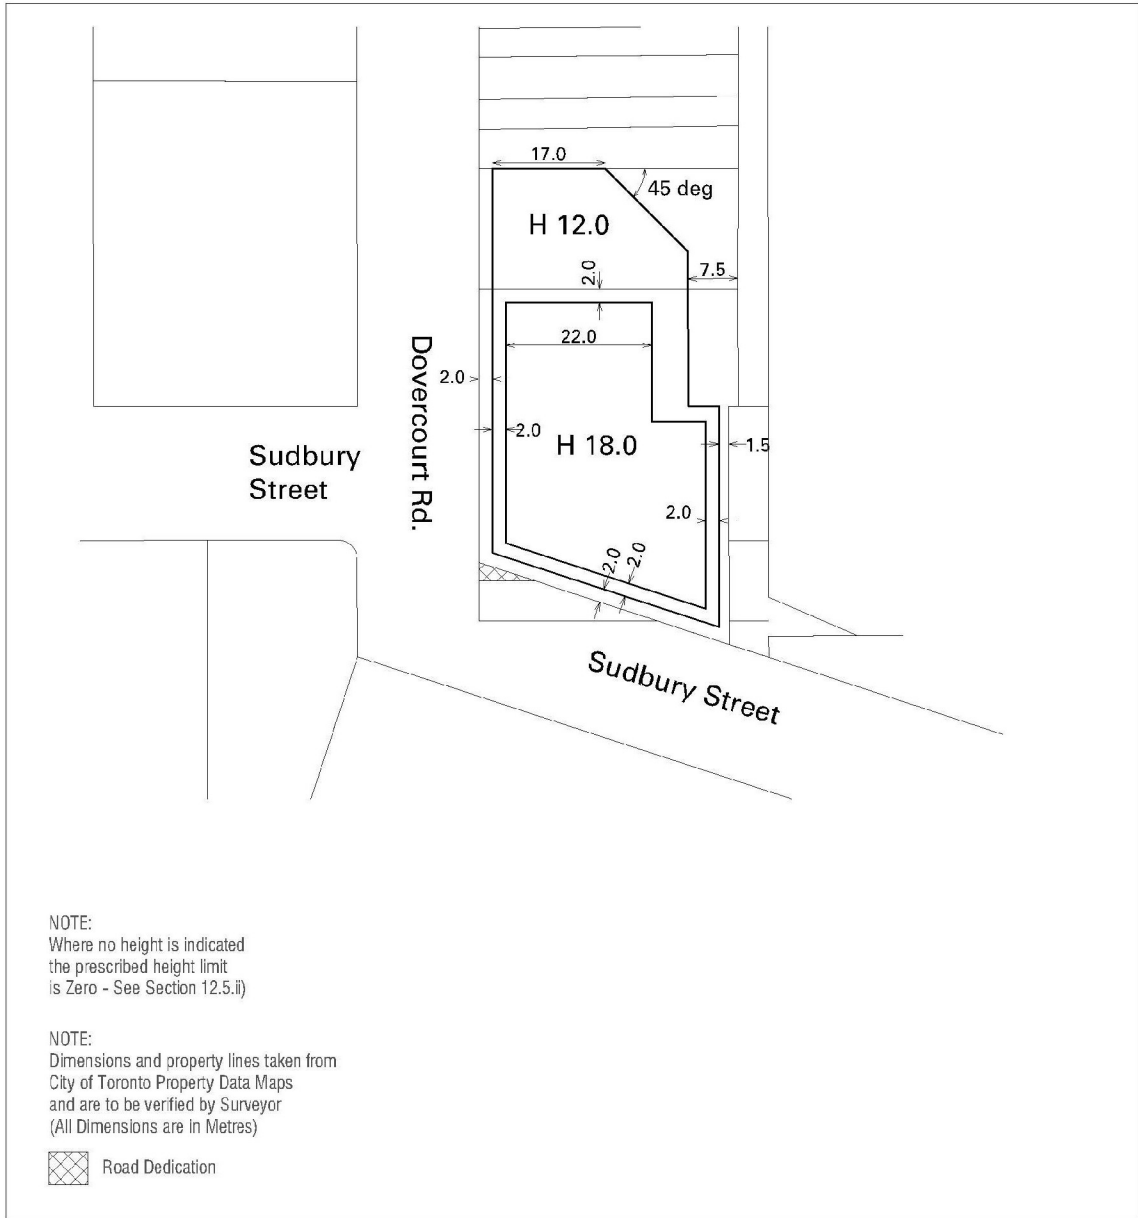 17.0
45 deg
H 12.0
2.0
7.5
22.0
Dovercourt Rd.
2.0
2.0
H 18.0
1.5
Sudbury
Street
2.0
2.0
2.0
Sudbury Street
NOTE:
Where no height is indicated
the prescribed height limit
is Zero - See Section 12.5.ii)
NOTE:
Dimensions and property lines taken from
City of Toronto Property Data Maps
and are to be verified by Surveyor
(All Dimensions are in Metres)
Road Dedication